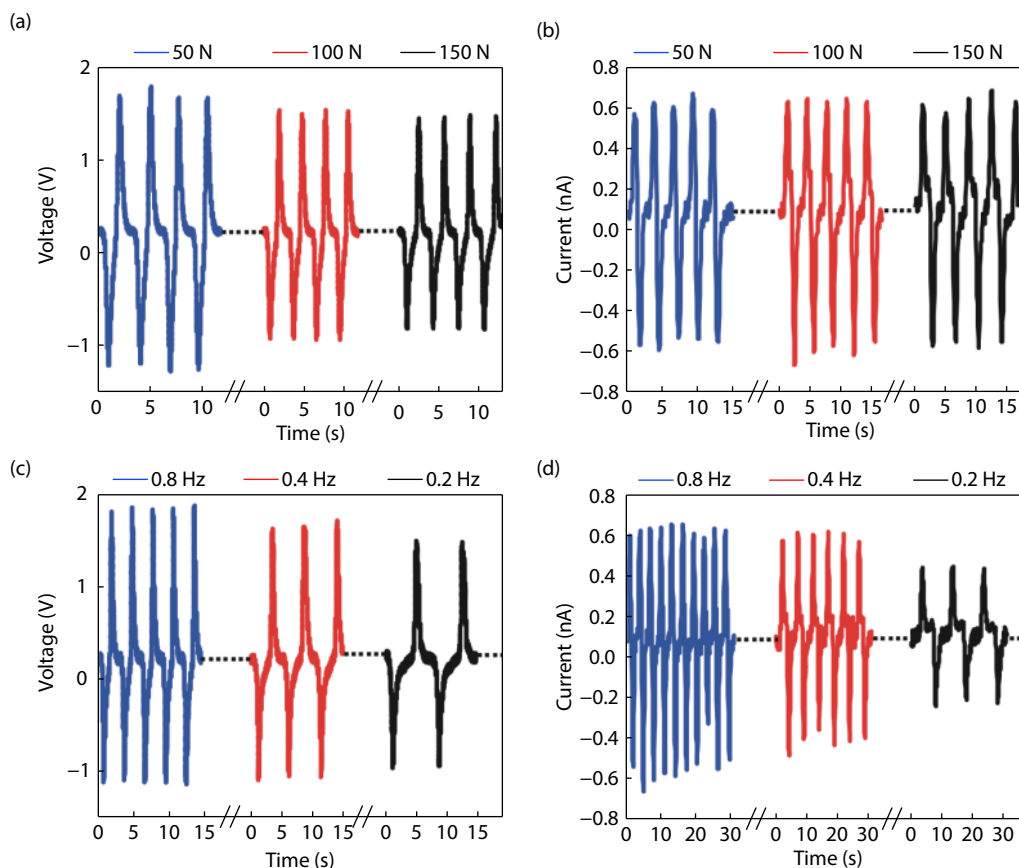 (a)
50 N 100 N 150 N
2
1
0
−1
Voltage (V)
0 5 10 0 5 10 0 5 10
Time (s)
(b)
50 N 100 N 150 N
0.8
0.6
0.4
0.2
0.0
−0.2
−0.4
−0.6
−0.8
Current (nA)
0 5 10 15 0 5 10 15 0 5 10 15
Time (s)
(c)
0.8 Hz 0.4 Hz 0.2 Hz
2
1
0
−1
Voltage (V)
0 5 10 15 0 5 10 15 0 5 10 15
Time (s)
(d)
0.8 Hz 0.4 Hz 0.2 Hz
0.8
0.6
0.4
0.2
0.0
−0.2
−0.4
−0.6
−0.8
Current (nA)
0 10 20 30 0 10 20 30 0 10 20 30
Time (s)